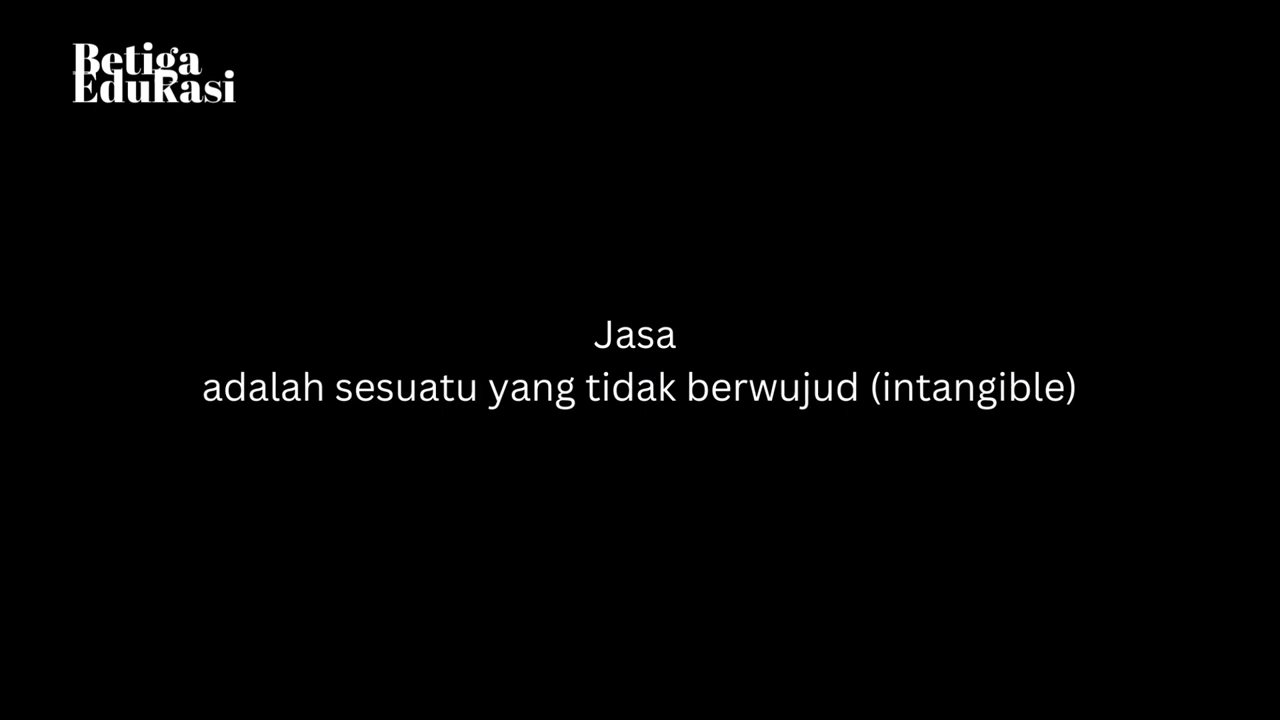 Betiga
Edukasi
Jasa
adalah sesuatu yang tidak berwujud (intangible)